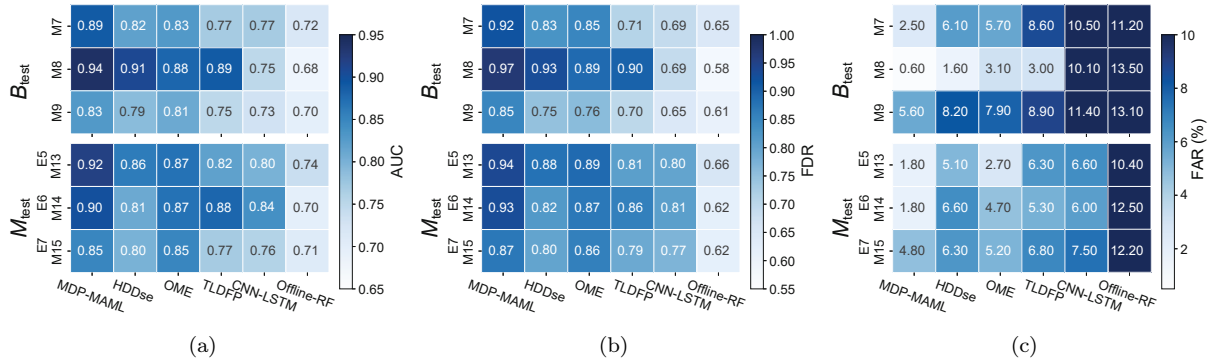 B_test
M7
0.89 0.82 0.83 0.77 0.77 0.72
M8
0.94 0.91 0.88 0.89 0.75 0.68
M9
0.83 0.79 0.81 0.75 0.73 0.70
M_test
E5 M13
0.92 0.86 0.87 0.82 0.80 0.74
E6 M14
0.90 0.81 0.87 0.88 0.84 0.70
E7 M15
0.85 0.80 0.85 0.77 0.76 0.71
MDP-MAML HDDse OME TLDFP CNN-LSTM Offline-RF
0.95
0.90
0.85
0.80
0.75
0.70
0.65
AUC
(a)
B_test
M7
0.92 0.83 0.85 0.71 0.69 0.65
M8
0.97 0.93 0.89 0.90 0.69 0.58
M9
0.85 0.75 0.76 0.70 0.65 0.61
M_test
E5 M13
0.94 0.88 0.89 0.81 0.80 0.66
E6 M14
0.93 0.82 0.87 0.86 0.81 0.62
E7 M15
0.87 0.80 0.86 0.79 0.77 0.62
MDP-MAML HDDse OME TLDFP CNN-LSTM Offline-RF
1.00
0.95
0.90
0.85
0.80
0.75
0.70
0.65
0.60
0.55
FDR
(b)
B_test
M7
2.50 6.10 5.70 8.60 10.50 11.20
M8
0.60 1.60 3.10 3.00 10.10 13.50
M9
5.60 8.20 7.90 8.90 11.40 13.10
M_test
E5 M13
1.80 5.10 2.70 6.30 6.60 10.40
E6 M14
1.80 6.60 4.70 5.30 6.00 12.50
E7 M15
4.80 6.30 5.20 6.80 7.50 12.20
MDP-MAML HDDse OME TLDFP CNN-LSTM Offline-RF
10
8
6
4
2
FAR (%)
(c)